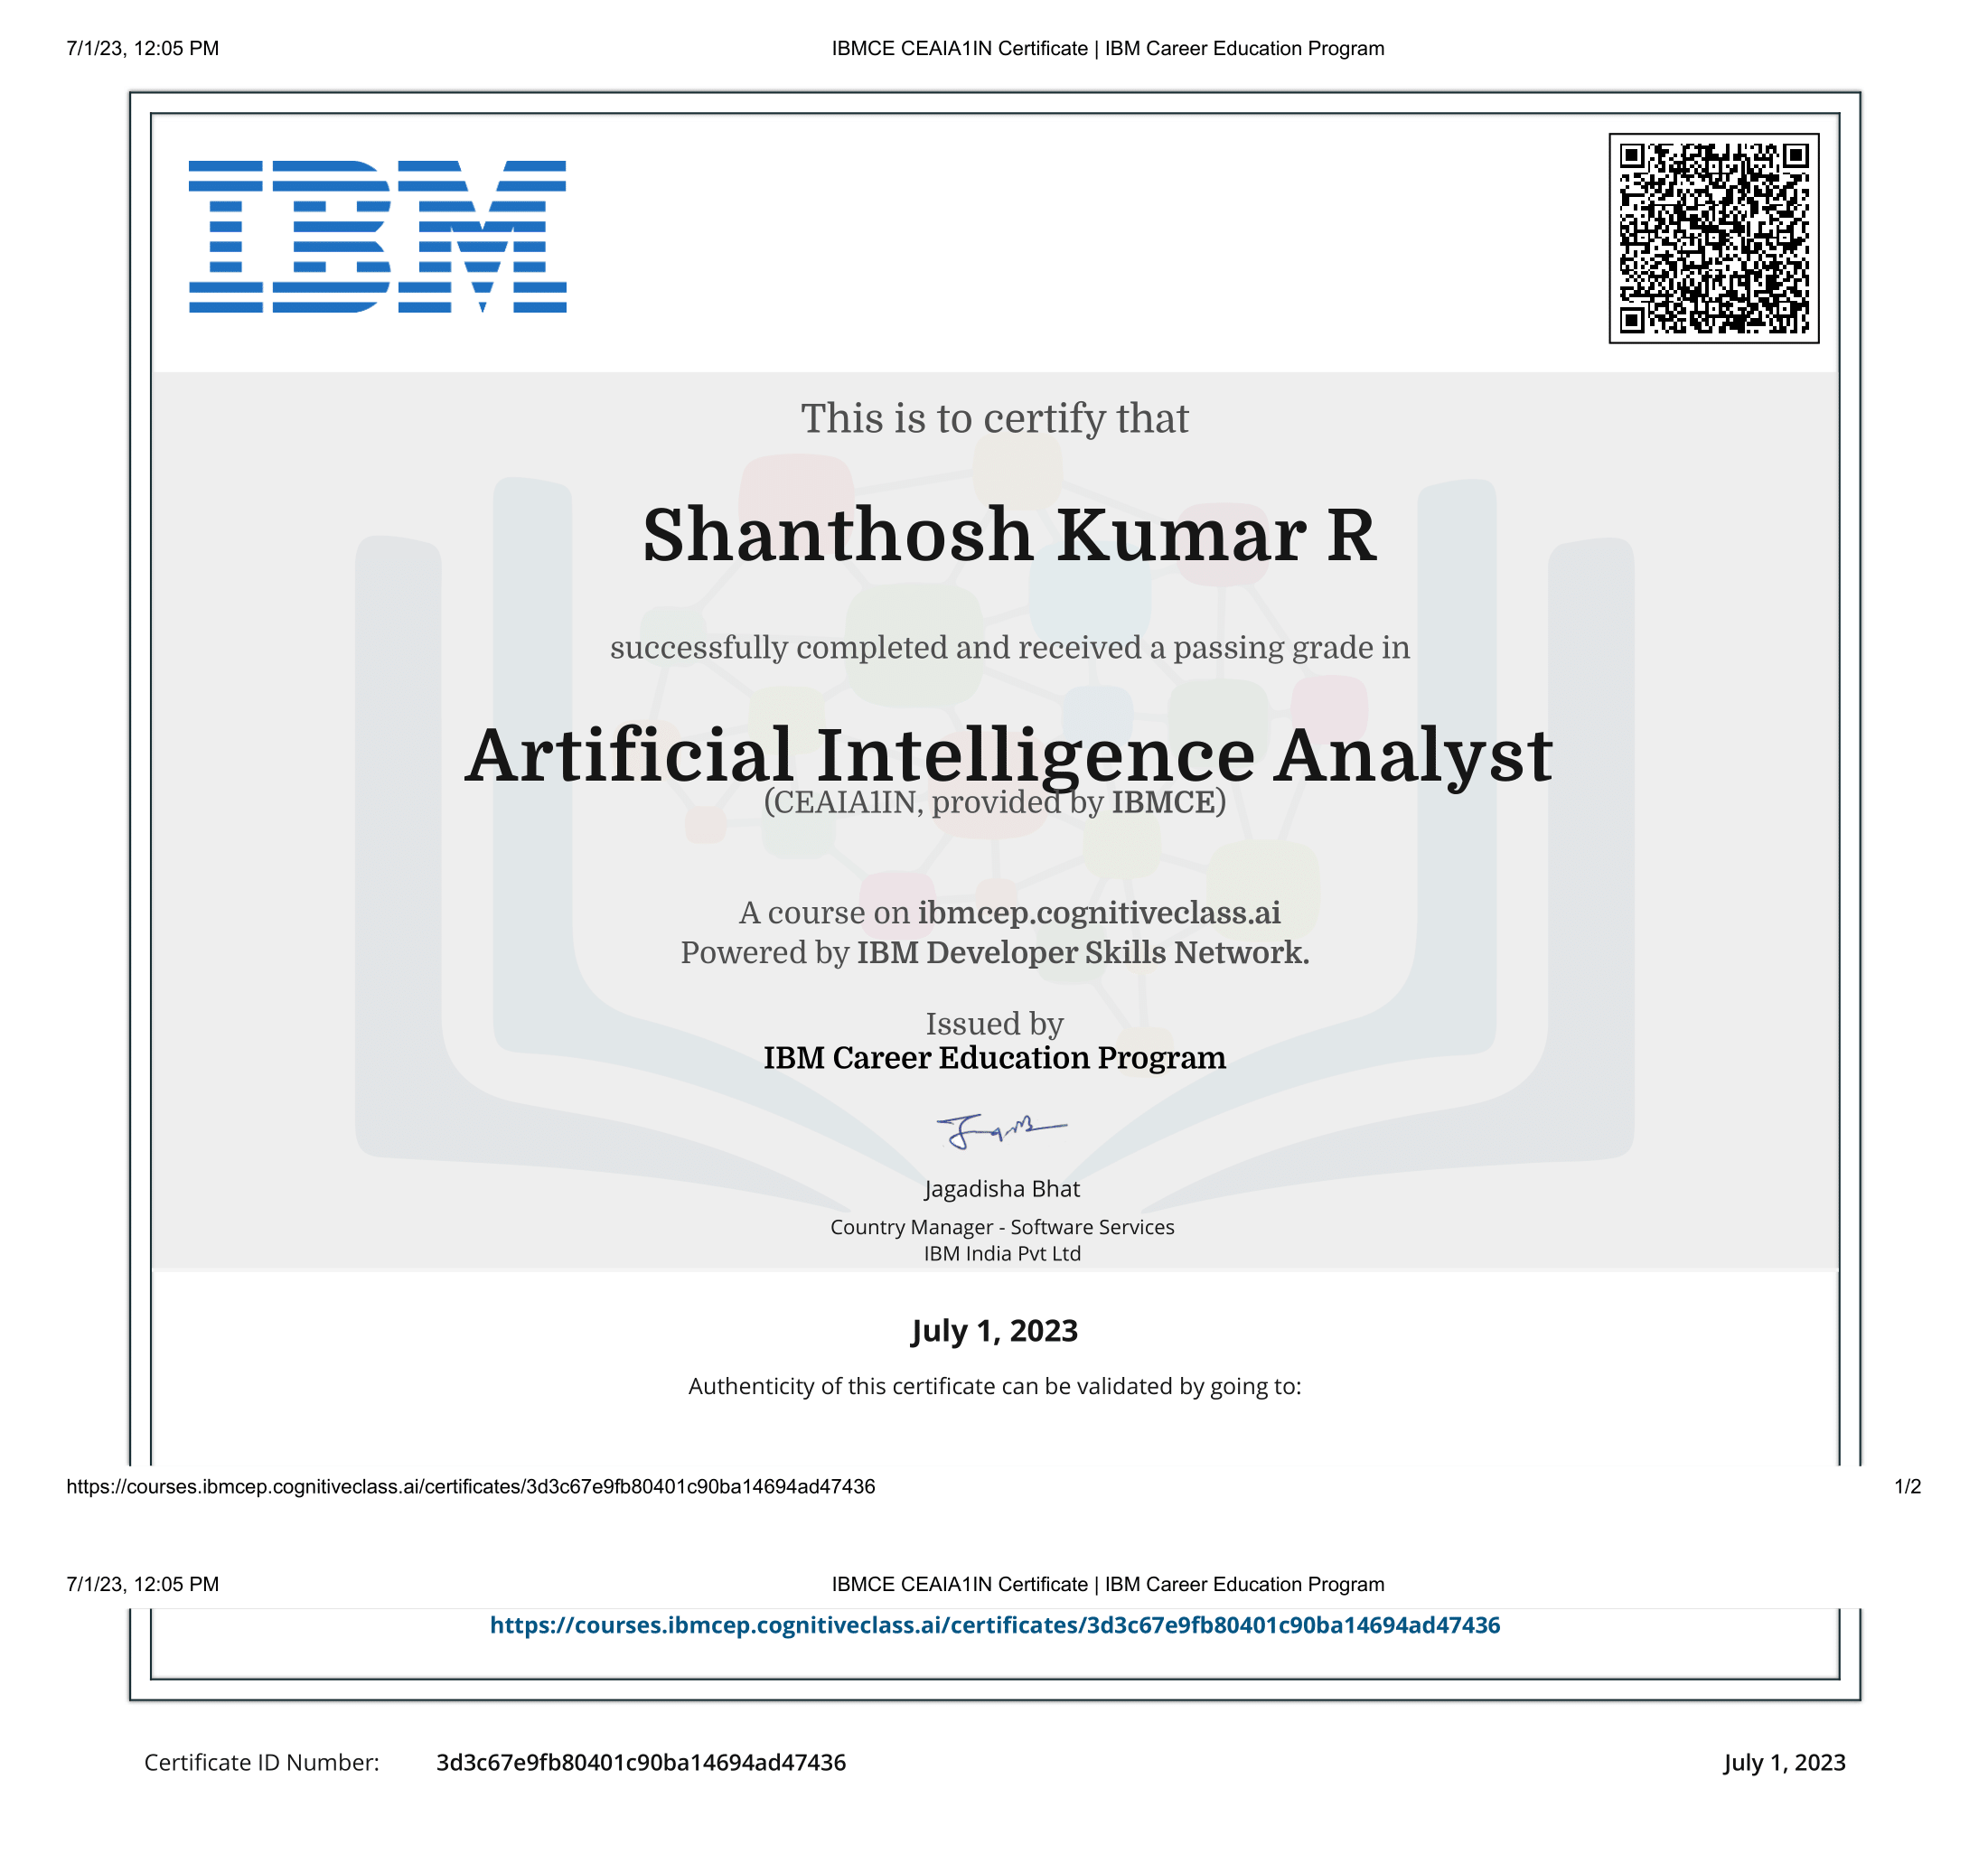 7/1/23, 12:05 PM IBMCE CEAIA1IN Certificate | IBM Career Education Program
IBM
This is to certify that
Shanthosh Kumar R
successfully completed and received a passing grade in
Artificial Intelligence Analyst
(CEAIA1IN, provided by IBMCE)
A course on ibmcep.cognitiveclass.ai
Powered by IBM Developer Skills Network.
Issued by
IBM Career Education Program
Jagadisha Bhat
Country Manager - Software Services
IBM India Pvt Ltd
July 1, 2023
Authenticity of this certificate can be validated by going to:
https://courses.ibmcep.cognitiveclass.ai/certificates/3d3c67e9fb80401c90ba14694ad47436 1/2
7/1/23, 12:05 PM IBMCE CEAIA1IN Certificate | IBM Career Education Program
https://courses.ibmcep.cognitiveclass.ai/certificates/3d3c67e9fb80401c90ba14694ad47436
Certificate ID Number: 3d3c67e9fb80401c90ba14694ad47436 July 1, 2023